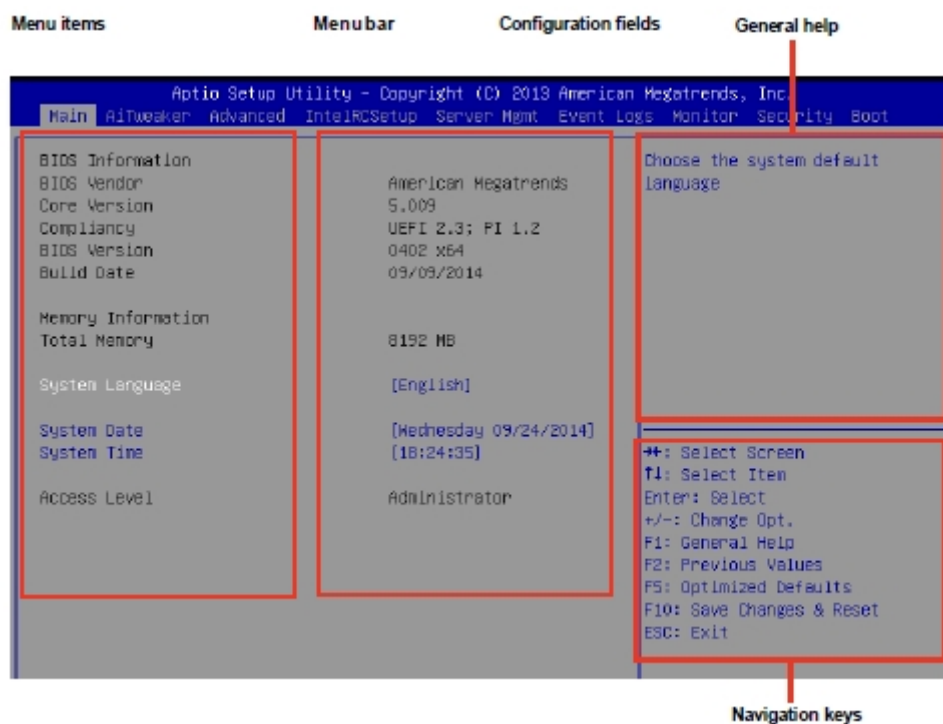 Menu items Menu bar Configuration fields General help
Aptio Setup Utility - Copyright (C) 2013 American Megatrends, Inc.
Main AiTweaker Advanced IntelRCSetup Server Mgmt Event Logs Monitor Security Boot
BIOS Information
BIOS Vendor American Megatrends
Core Version 5.009
Compliancy UEFI 2.3; PI 1.2
BIOS Version 0402 x64
Build Date 09/09/2014
Memory Information
Total Memory 8192 MB
System Language [English]
System Date [Wednesday 09/24/2014]
System Time [18:24:35]
Access Level Administrator
Choose the system default
language
→←: Select Screen
↑↓: Select Item
Enter: Select
+/-: Change Opt.
F1: General Help
F2: Previous Values
F5: Optimized Defaults
F10: Save Changes & Reset
ESC: Exit
Navigation keys